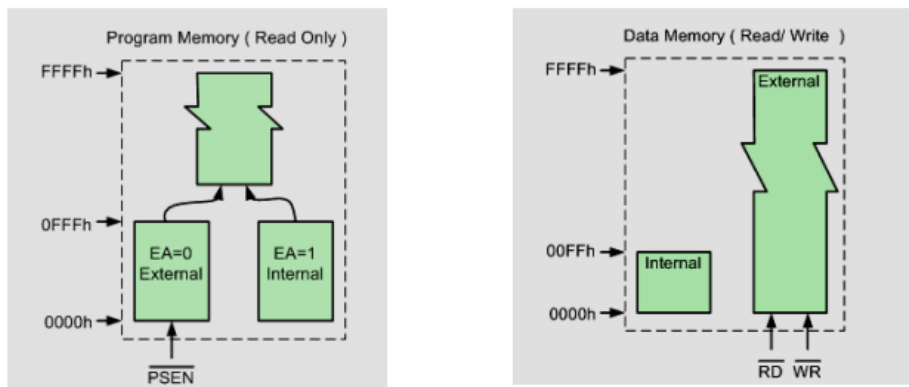 Program Memory ( Read Only )
FFFFh
0FFFh
EA=0
External
EA=1
Internal
0000h
PSEN
Data Memory ( Read/ Write )
FFFFh
External
00FFh
Internal
0000h
RD WR